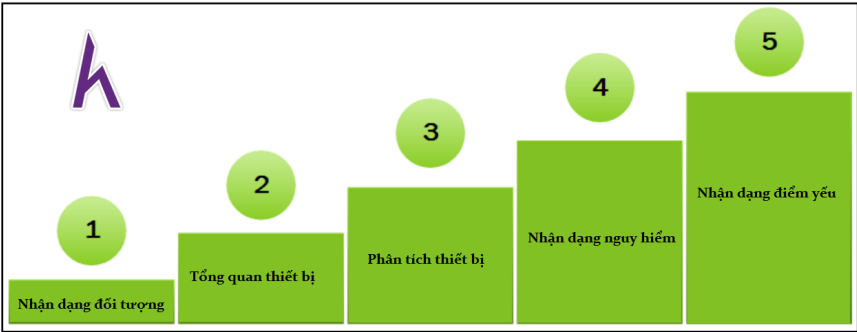 1
Nhận dạng đối tượng
2
Tổng quan thiết bị
3
Phân tích thiết bị
4
Nhận dạng nguy hiểm
5
Nhận dạng điểm yếu